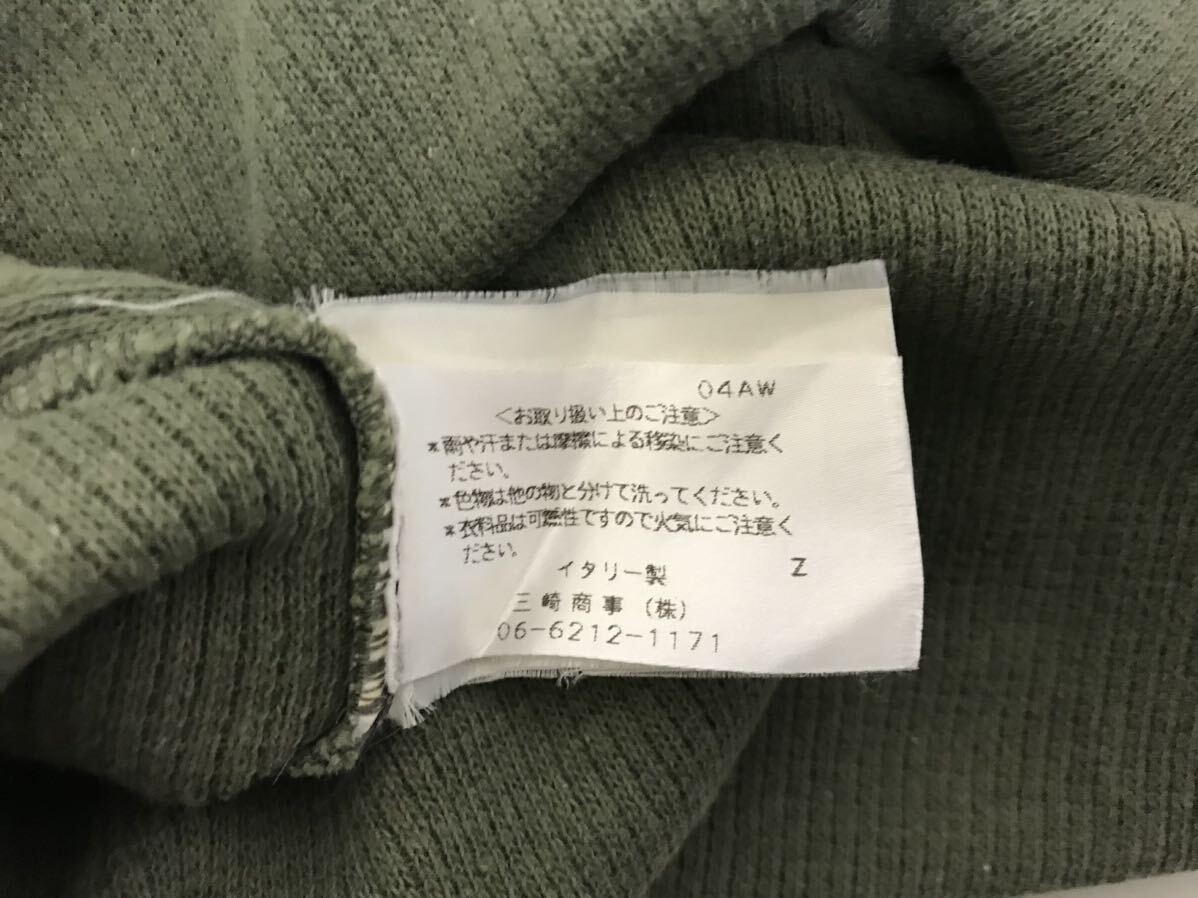 04AW
<お取り扱い上のご注意>
*雨や汗または摩擦による移染にご注意く
ださい。
*色物は他の物と分けて洗ってください。
*衣料品は可燃性ですので火気にご注意く
ださい。
イタリー製 Z
三崎商事(株)
06-6212-1171